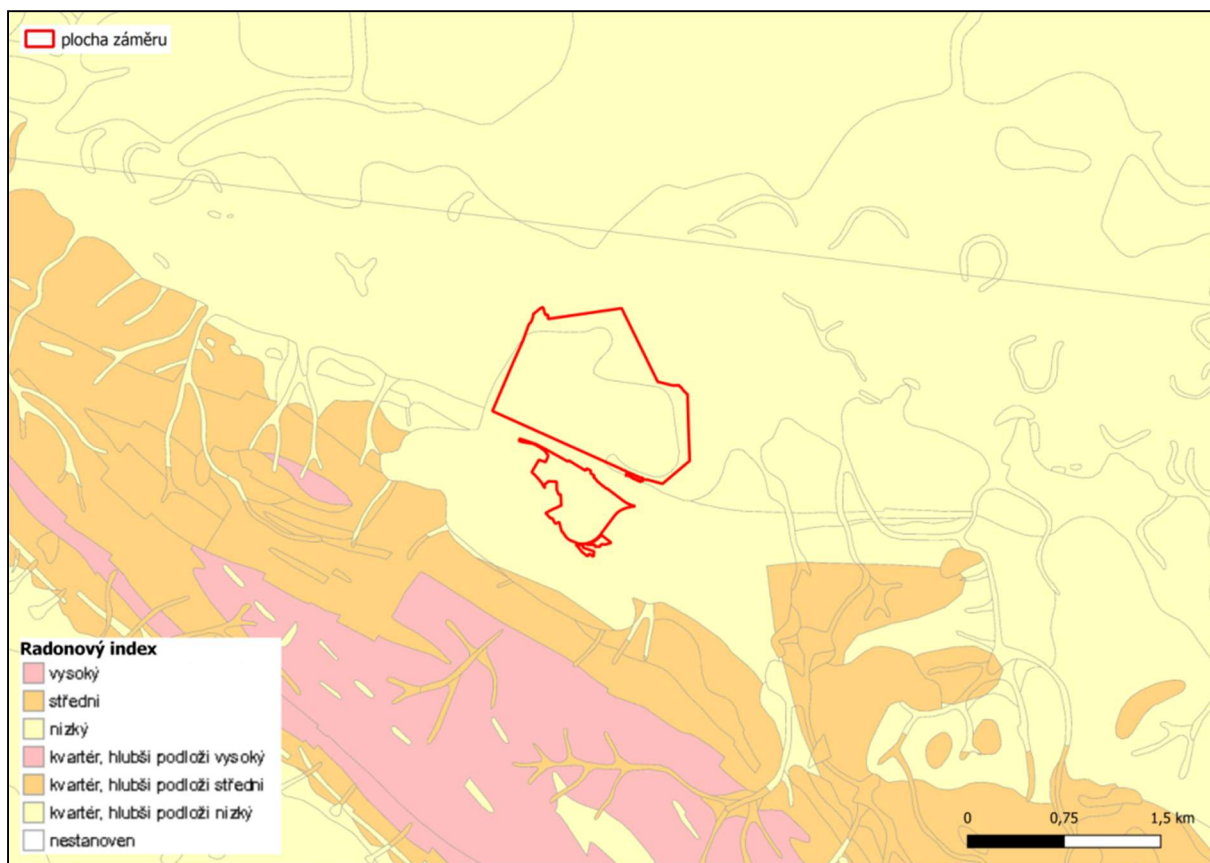 plocha záměru
Radonový index
vysoký
střední
nízký
kvartér, hlubší podloží vysoký
kvartér, hlubší podloží střední
kvartér, hlubší podloží nízký
nestanoven
0 0,75 1,5 km